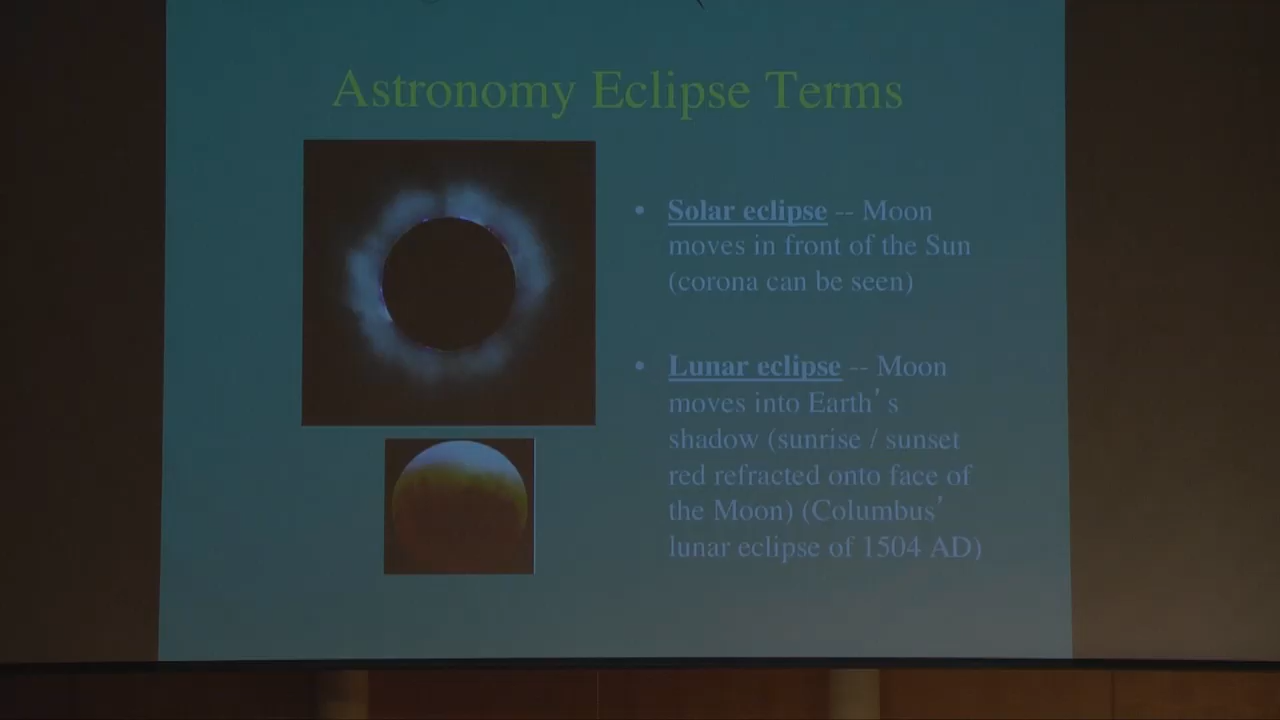 Astronomy Eclipse Terms
• Solar eclipse -- Moon
moves in front of the Sun
(corona can be seen)
• Lunar eclipse -- Moon
moves into Earth’s
shadow (sunrise / sunset
red refracted onto face of
the Moon) (Columbus’
lunar eclipse of 1504 AD)